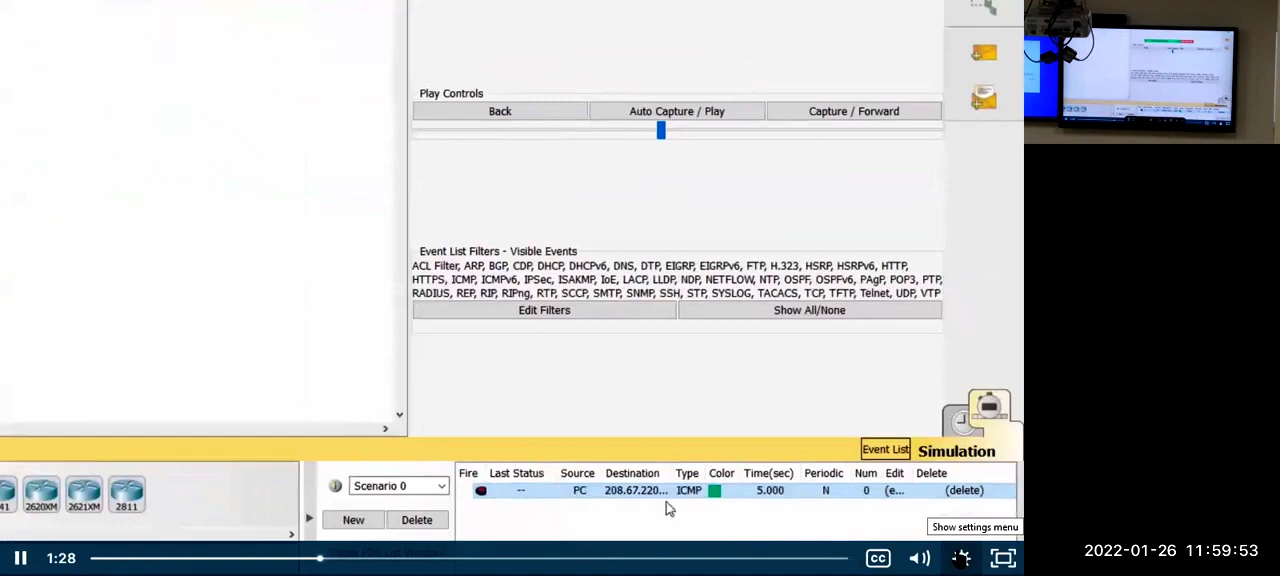 Play Controls
Back Auto Capture / Play Capture / Forward
Event List Filters - Visible Events
ACL Filter, ARP, BGP, CDP, DHCP, DHCPv6, DNS, DTP, EIGRP, EIGRPv6, FTP, H.323, HSRP, HSRPv6, HTTP,
HTTPS, ICMP, ICMPv6, IPSec, ISAKMP, IoE, LACP, LLDP, NDP, NETFLOW, NTP, OSPF, OSPFv6, PAgP, POP3, PTP,
RADIUS, REP, RIP, RIPng, RTP, SCCP, SMTP, SNMP, SSH, STP, SYSLOG, TACACS, TCP, TFTP, Telnet, UDP, VTP
Edit Filters Show All/None
Event List Simulation
Fire Last Status Source Destination Type Color Time(sec) Periodic Num Edit Delete
-- PC 208.67.220... ICMP 5.000 N 0 (e... (delete)
41 2620XM 2621XM 2811
Scenario 0
New Delete
Show settings menu
1:28
CC
2022-01-26 11:59:53